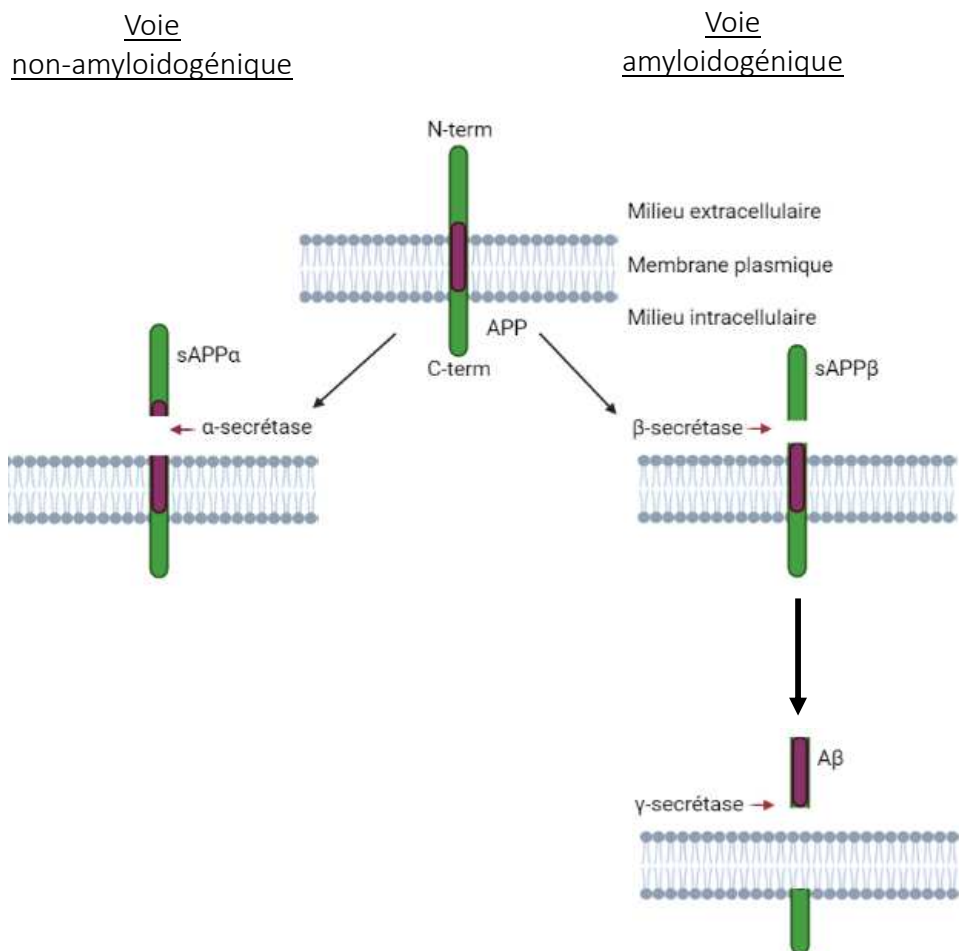 Voie
non-amyloidogénique
Voie
amyloidogénique
N-term
Milieu extracellulaire
Membrane plasmique
Milieu intracellulaire
APP
C-term
sAPPα
α-secrétase
sAPPβ
β-secrétase
Aβ
γ-secrétase